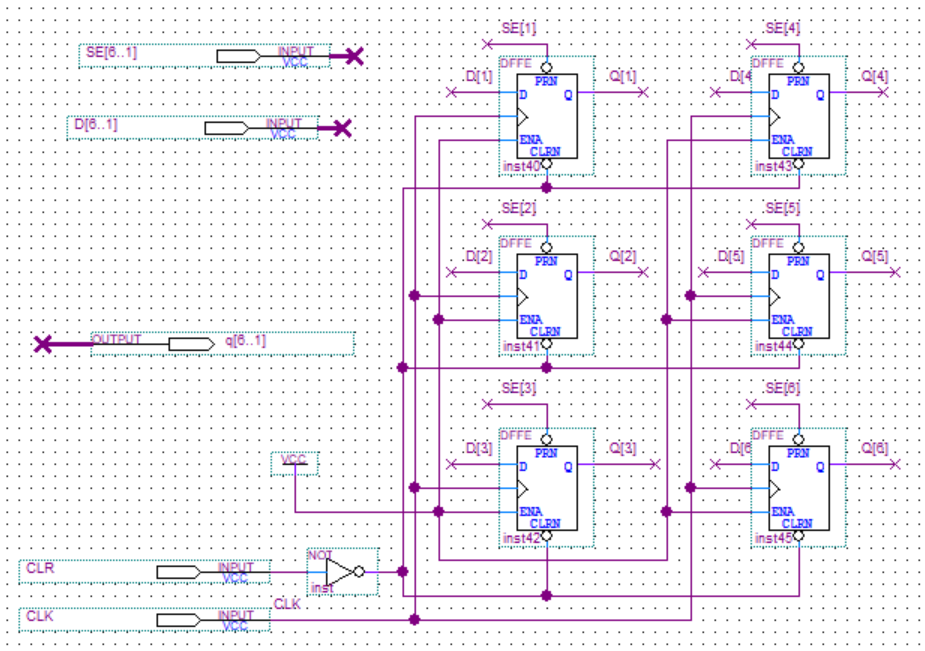 SE[1]
SE[4]
SE[6..1]
INPUT
VCC
DFFE
PRN
D[1]
D
Q
Q[1]
ENA
CLRN
inst40
DFFE
PRN
D[4
D
Q
Q[4]
ENA
CLRN
inst43
D[6..1]
INPUT
VCC
SE[2]
SE[5]
DFFE
PRN
D[2]
D
Q
Q[2]
ENA
CLRN
inst41
DFFE
PRN
D[5]
D
Q
Q[5]
ENA
CLRN
inst44
OUTPUT
q[6..1]
SE[3]
SE[6]
DFFE
PRN
D[3]
D
Q
Q[3]
ENA
CLRN
inst42
DFFE
PRN
D[6
D
Q
Q[6]
ENA
CLRN
inst45
VCC
CLR
INPUT
VCC
NOT
inst
CLK
INPUT
VCC
CLK